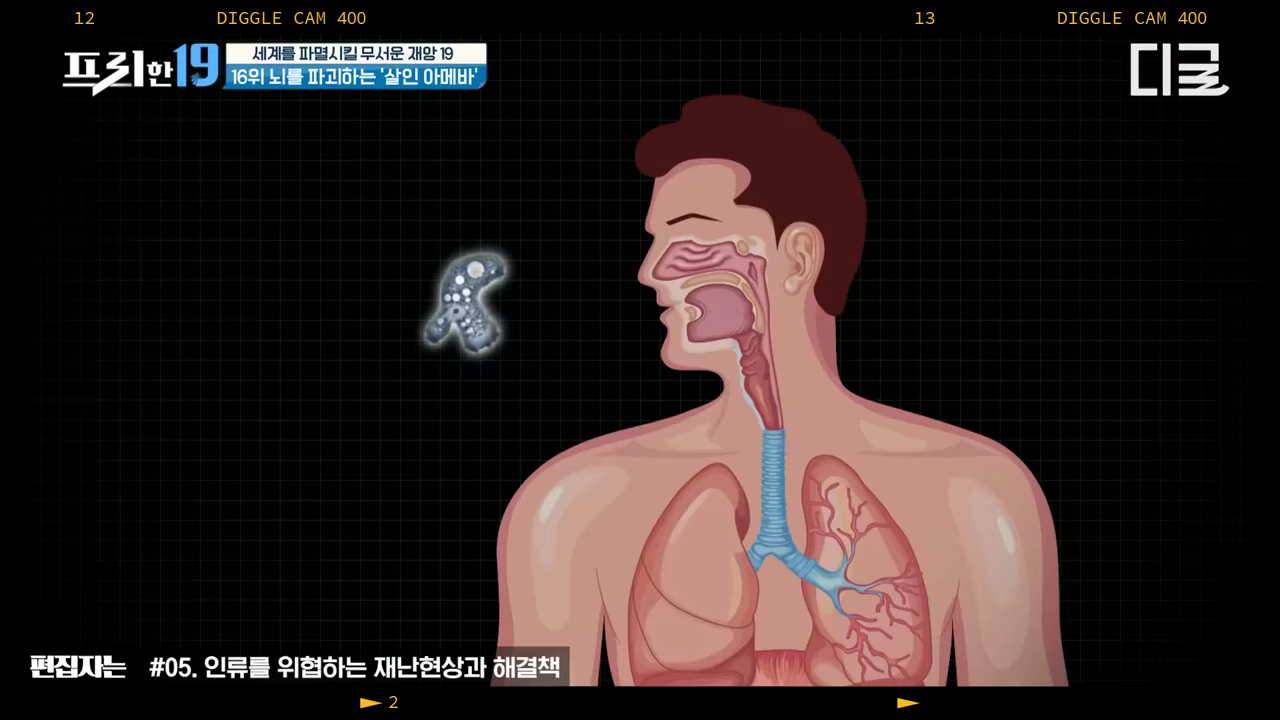 12 DIGGLE CAM 400 13 DIGGLE CAM 400
프리한19
세계를 파멸시킬 무서운 재앙 19
16위 뇌를 파괴하는 '살인 아메바'
디글
편집자는 #05. 인류를 위협하는 재난현상과 해결책
2